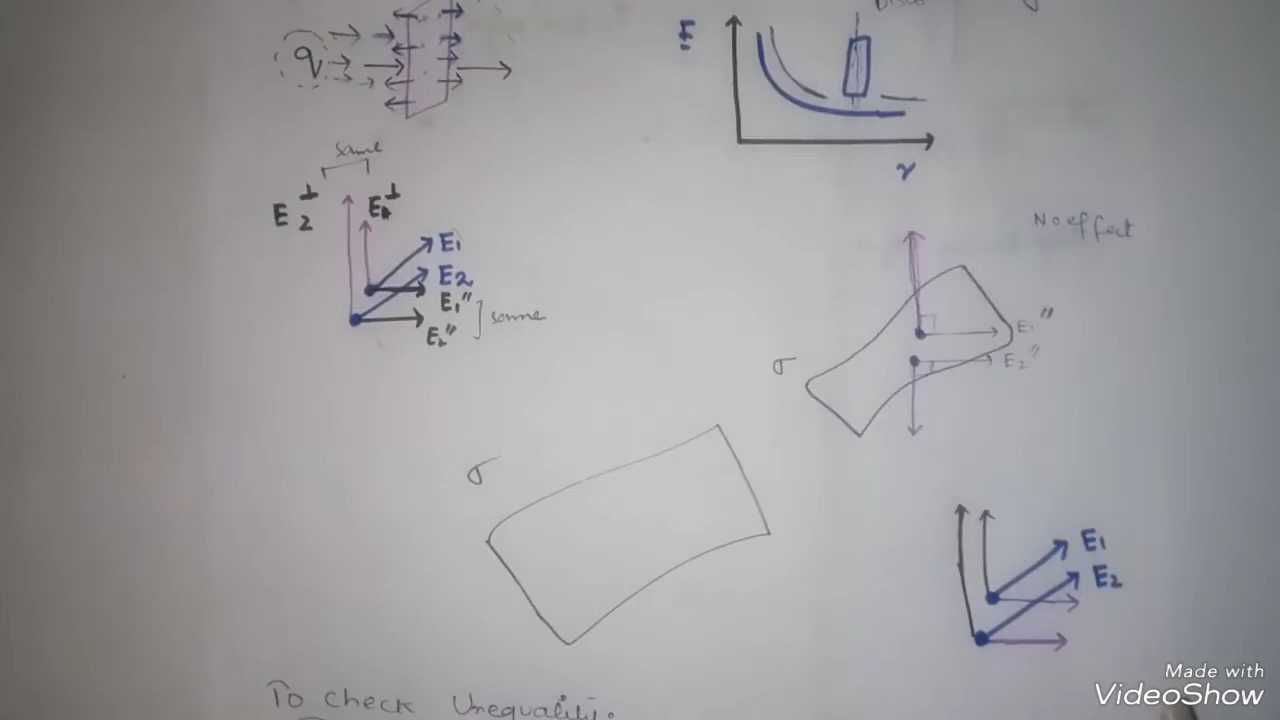 q
E
r
same
E2⊥
E1⊥
E1
E2
E1''
E2''
same
No effect
σ
E1''
E2''
σ
E1
E2
To check Unequality.
Made with
VideoShow